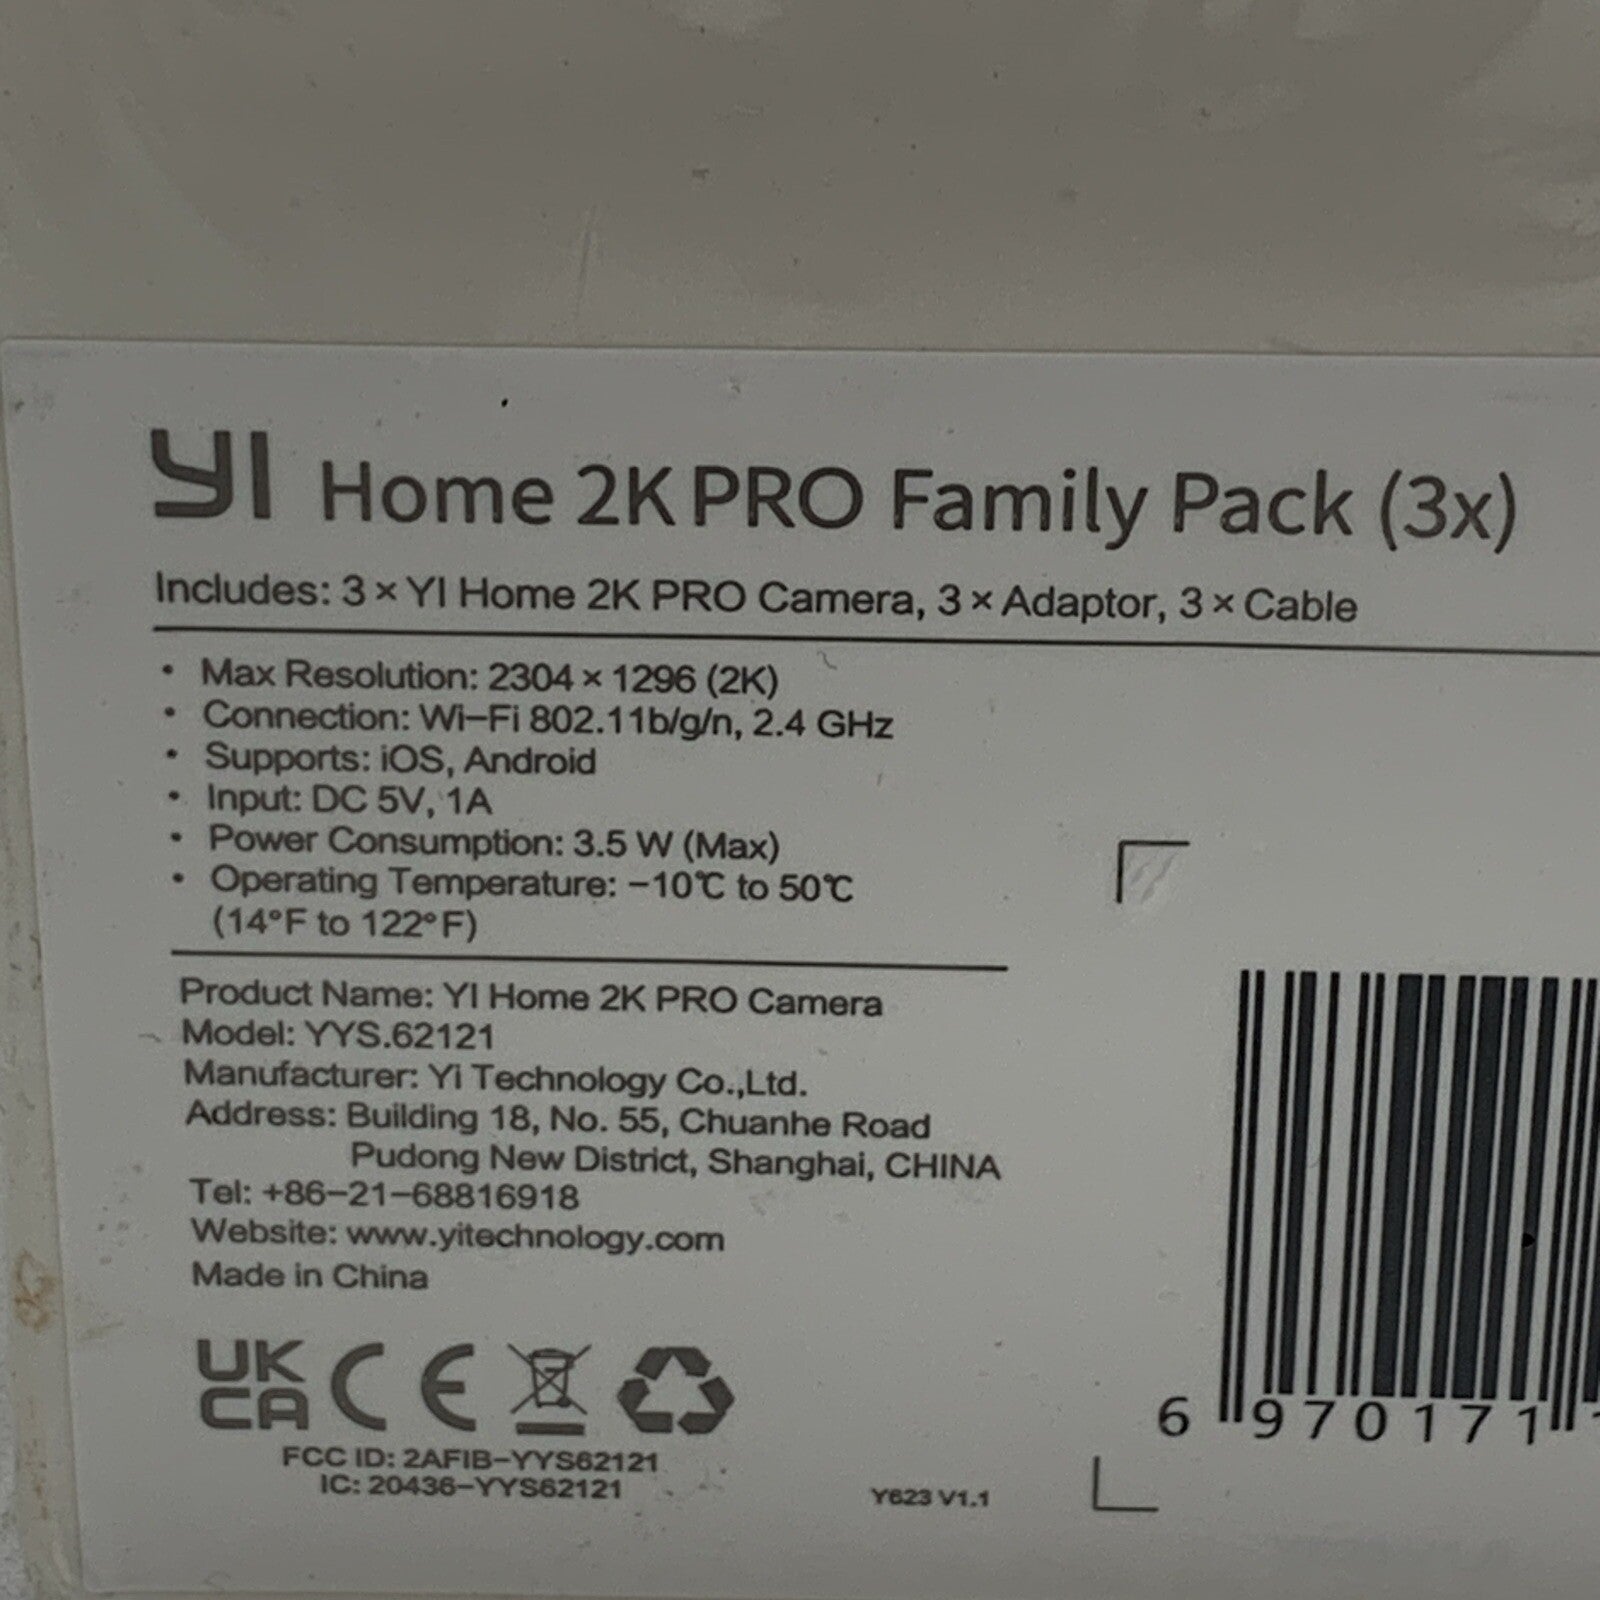 YI Home 2K PRO Family Pack (3x)
Includes: 3 × YI Home 2K PRO Camera, 3 × Adaptor, 3 × Cable
• Max Resolution: 2304 × 1296 (2K)
• Connection: Wi-Fi 802.11b/g/n, 2.4 GHz
• Supports: iOS, Android
• Input: DC 5V, 1A
• Power Consumption: 3.5 W (Max)
• Operating Temperature: -10℃ to 50℃
(14°F to 122°F)
Product Name: YI Home 2K PRO Camera
Model: YYS.62121
Manufacturer: Yi Technology Co.,Ltd.
Address: Building 18, No. 55, Chuanhe Road
Pudong New District, Shanghai, CHINA
Tel: +86-21-68816918
Website: www.yitechnology.com
Made in China
UK
CA CE
FCC ID: 2AFIB-YYS62121
IC: 20436-YYS62121
Y623 V1.1
6 970171